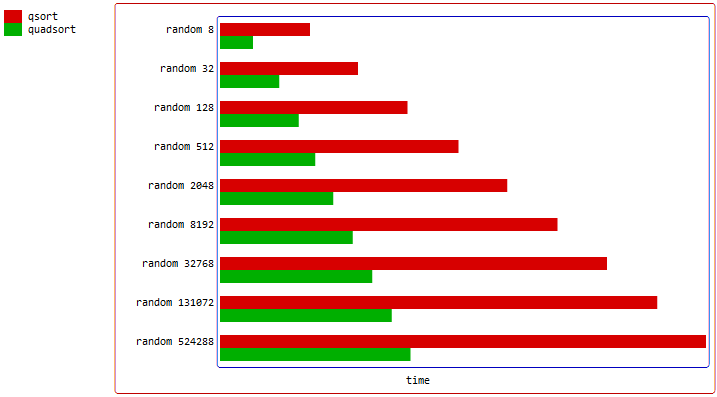 qsort
quadsort
random 8
random 32
random 128
random 512
random 2048
random 8192
random 32768
random 131072
random 524288
time